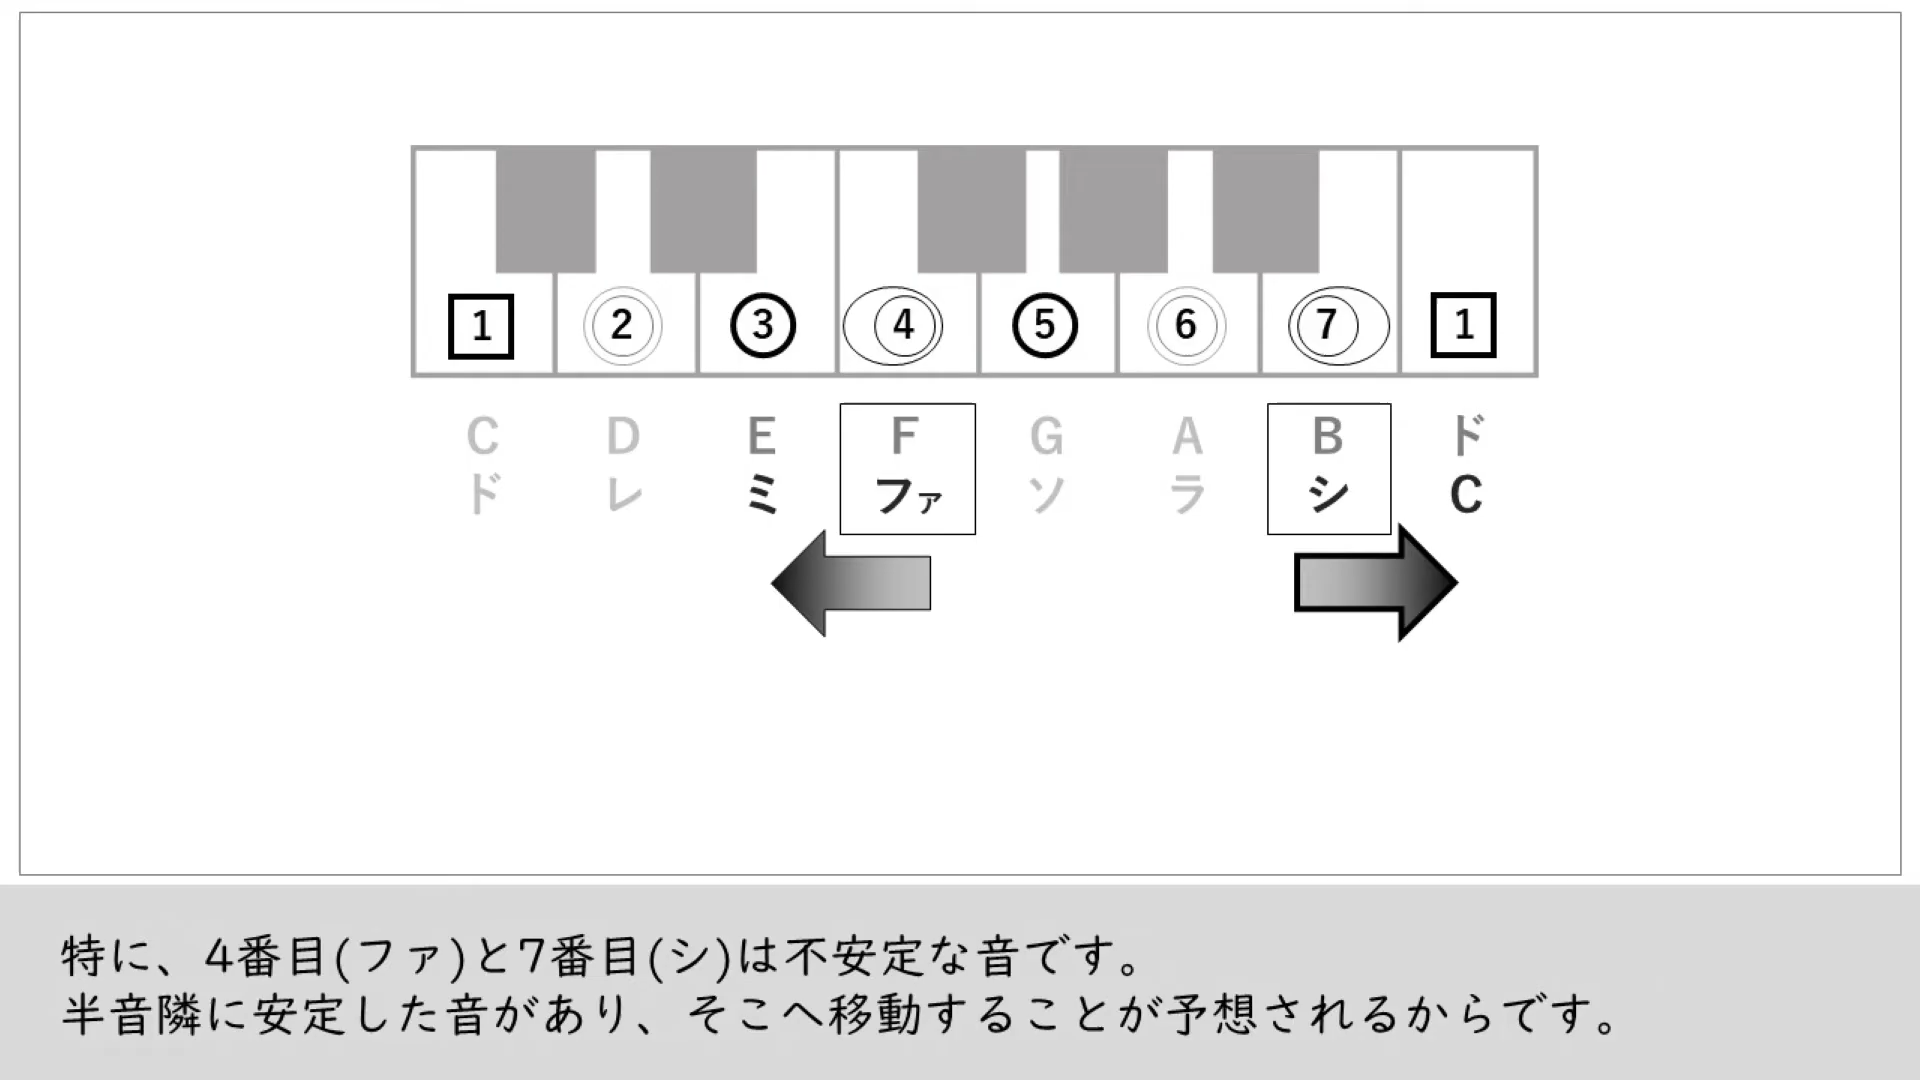 1 2 3 4 5 6 7 1
C D E F G A B ド
ド レ ミ ファ ソ ラ シ C
特に、4番目(ファ)と7番目(シ)は不安定な音です。
半音隣に安定した音があり、そこへ移動することが予想されるからです。